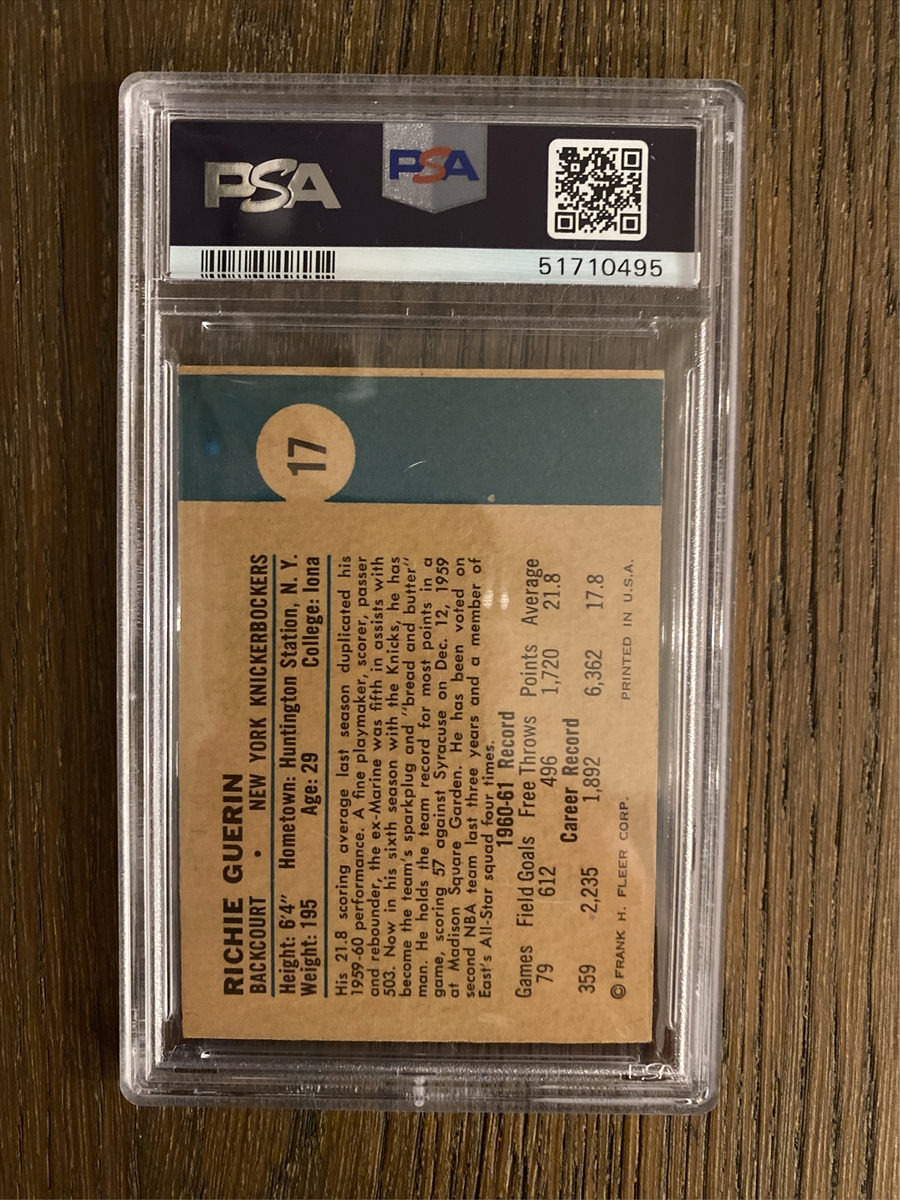 PSA
PSA
51710495
17
RICHIE GUERIN
BACKCOURT • NEW YORK KNICKERBOCKERS
Height: 6'4" Hometown: Huntington Station, N. Y.
Weight: 195 Age: 29 College: Iona
His 21.8 scoring average last season duplicated his
1959-60 performance. A fine playmaker, scorer, passer
and rebounder, the ex-Marine was fifth in assists with
503. Now in his sixth season with the Knicks, he has
become the team's sparkplug and "bread and butter"
man. He holds the team record for most points in a
game, scoring 57 against Syracuse on Dec. 12, 1959
at Madison Square Garden. He has been voted on
second NBA team last three years and a member of
East's All-Star squad four times.
1960-61 Record
Games Field Goals Free Throws Points Average
79 612 496 1,720 21.8
Career Record
359 2,235 1,892 6,362 17.8
© FRANK H. FLEER CORP. PRINTED IN U.S.A.
PSA